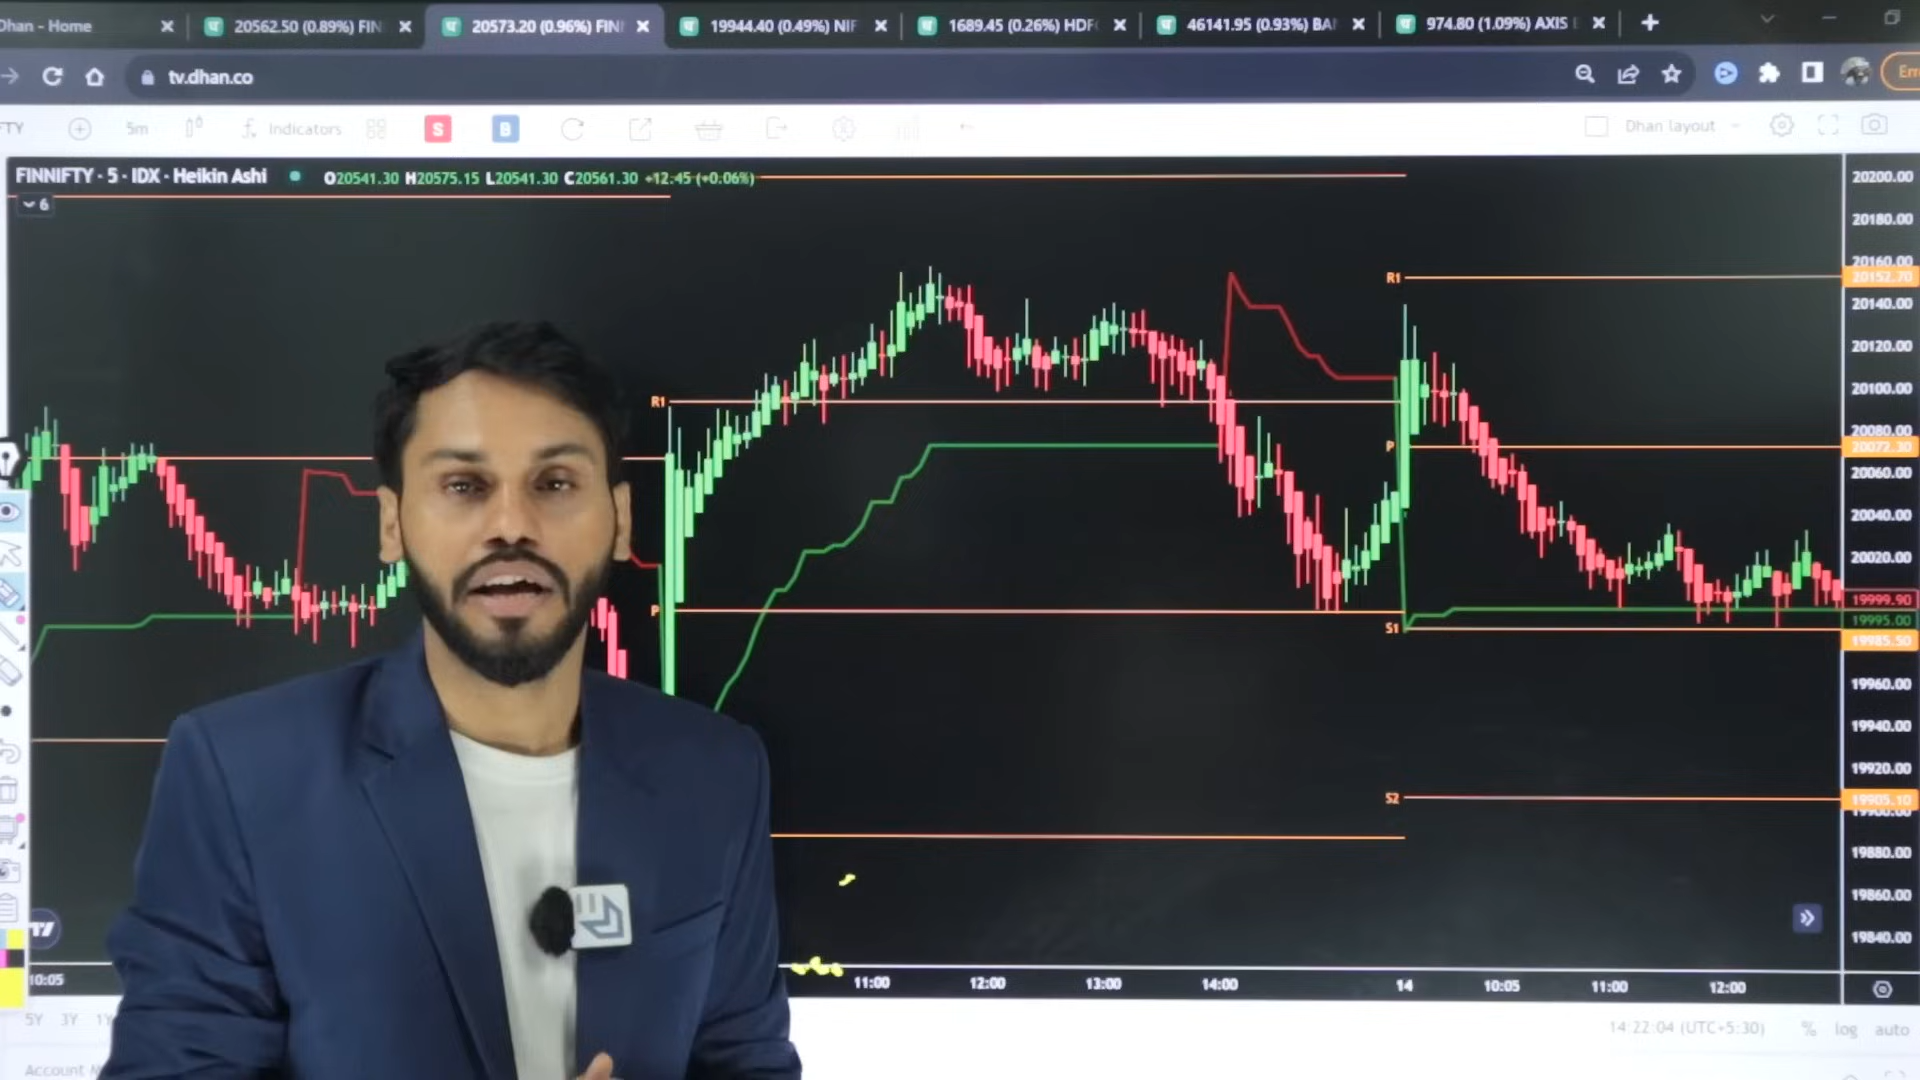 Dhan - Home
20562.50 (0.89%) FIN
20573.20 (0.96%) FIN
19944.40 (0.49%) NIF
1689.45 (0.26%) HDF
46141.95 (0.93%) BA
974.80 (1.09%) AXIS
tv.dhan.co
TY
5m
Indicators
S
B
Dhan layout
FINNIFTY · 5 · IDX · Heikin Ashi
O20541.30 H20575.15 L20541.30 C20561.30 +12.45 (+0.06%)
6
20200.00
20180.00
20160.00
R1
20152.70
20140.00
20120.00
20100.00
R1
20080.00
P
20072.30
20060.00
20040.00
20020.00
19999.90
P
19995.00
S1
19985.50
19960.00
19940.00
19920.00
S2
19905.10
19900.00
19880.00
19860.00
19840.00
10:05
11:00
12:00
13:00
14:00
14
10:05
11:00
12:00
5Y
3Y
14:22:04 (UTC+5:30)
%
log
auto
Account